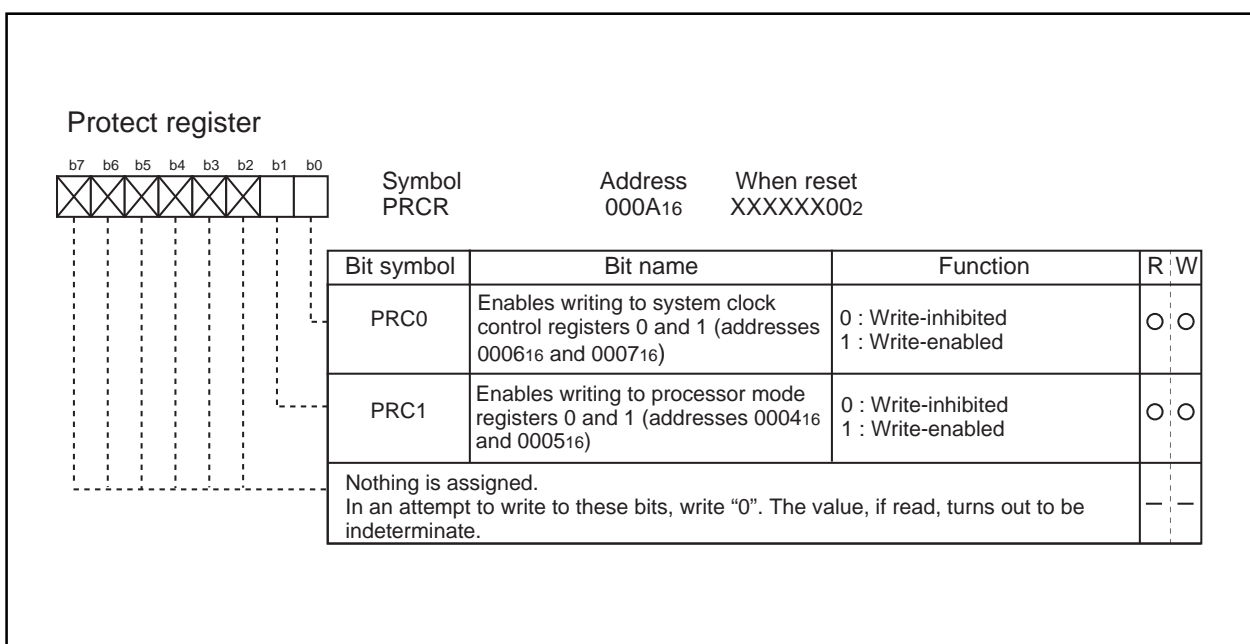 Protect register
b7 b6 b5 b4 b3 b2 b1 b0
Symbol Address When reset
PRCR 000A16 XXXXXX002
Bit symbol Bit name Function R W
PRC0
Enables writing to system clock
control registers 0 and 1 (addresses
000616 and 000716)
0 : Write-inhibited
1 : Write-enabled
PRC1
Enables writing to processor mode
registers 0 and 1 (addresses 000416
and 000516)
0 : Write-inhibited
1 : Write-enabled
Nothing is assigned.
In an attempt to write to these bits, write “0”. The value, if read, turns out to be
indeterminate.